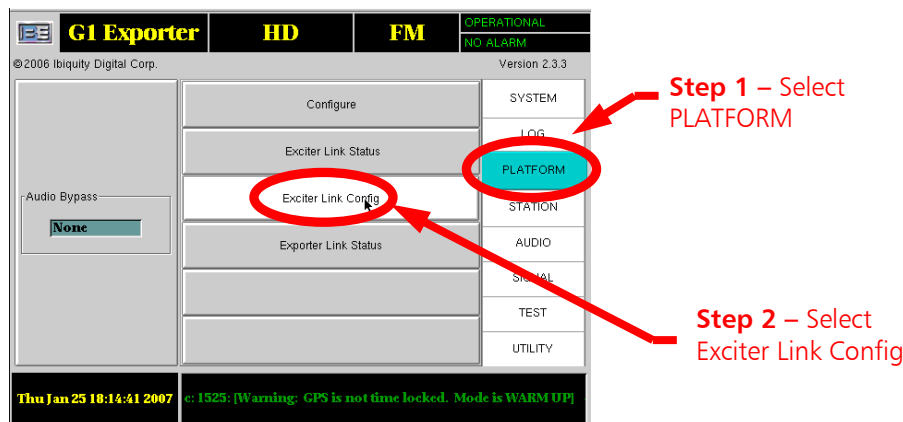 G1 Exporter
HD
FM
OPERATIONAL
NO ALARM
©2006 Ibiquity Digital Corp.
Version 2.3.3
Configure
Exciter Link Status
Exciter Link Config
Exporter Link Status
Audio Bypass
None
SYSTEM
LOG
PLATFORM
STATION
AUDIO
SIGNAL
TEST
UTILITY
Step 1 – Select
PLATFORM
Step 2 – Select
Exciter Link Config
Thu Jan 25 18:14:41 2007
c: 1525: [Warning: GPS is not time locked. Mode is WARM UP]